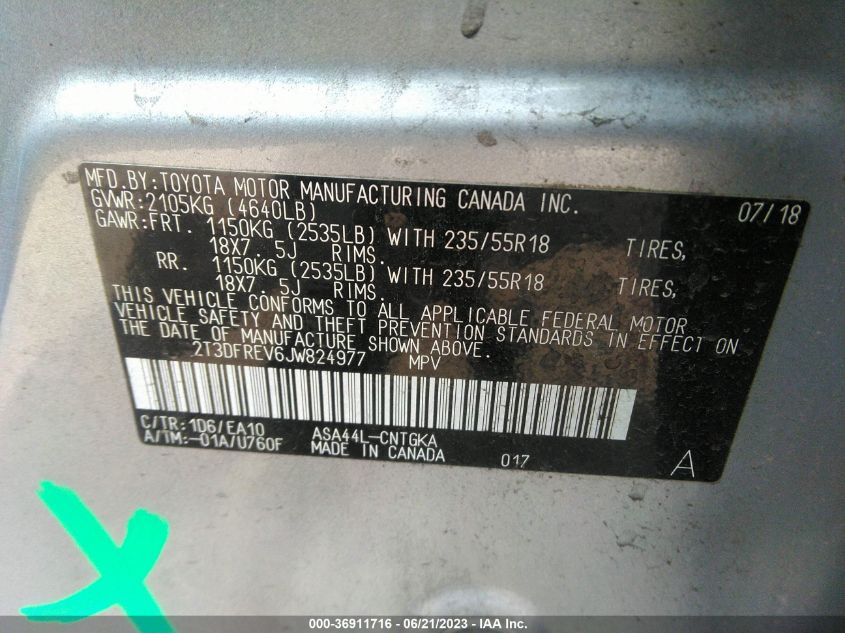 MFD.BY:TOYOTA MOTOR MANUFACTURING CANADA INC. 07/18
GVWR:2105KG (4640LB)
GAWR:FRT. 1150KG (2535LB) WITH 235/55R18 TIRES,
18X7. 5J RIMS.
RR. 1150KG (2535LB) WITH 235/55R18 TIRES,
18X7. 5J RIMS.
THIS VEHICLE CONFORMS TO ALL APPLICABLE FEDERAL MOTOR
VEHICLE SAFETY AND THEFT PREVENTION STANDARDS IN EFFECT ON
THE DATE OF MANUFACTURE SHOWN ABOVE.
2T3DFREV6JW824977 MPV
C/TR:1D6/EA10 ASA44L-CNTGKA
A/TM:-01A/U760F MADE IN CANADA 017 A
000-36911716 - 06/21/2023 - IAA Inc.